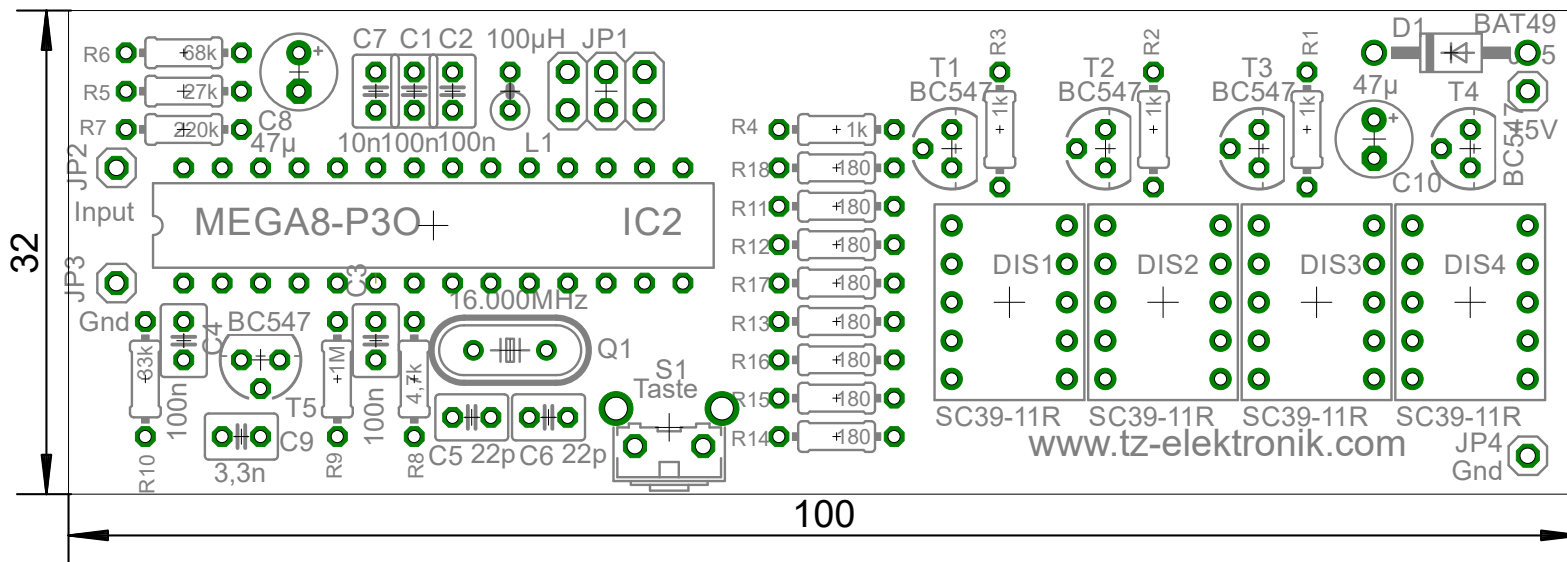 R6
68k
R5
27k
R7
220k
+
C8
47µ
C7
C1
C2
10n
100n
100n
100µH
L1
JP1
JP2
Input
JP3
Gnd
MEGA8-P3O
IC2
R4
1k
R18
180
R11
180
R12
180
R17
180
R13
180
R16
180
R15
180
R14
180
T1
BC547
R3
1k
T2
BC547
R2
1k
T3
BC547
R1
1k
D1
BAT49
47µ
+
C10
T4
BC547
+5V
DIS1
DIS2
DIS3
DIS4
SC39-11R
SC39-11R
SC39-11R
SC39-11R
www.tz-elektronik.com
JP4
Gnd
C4
100n
R10
BC547
T5
C9
3,3n
C3
100n
R9
1M
R8
4,7k
16.000MHz
Q1
C5
22p
C6
22p
S1
Taste
32
100